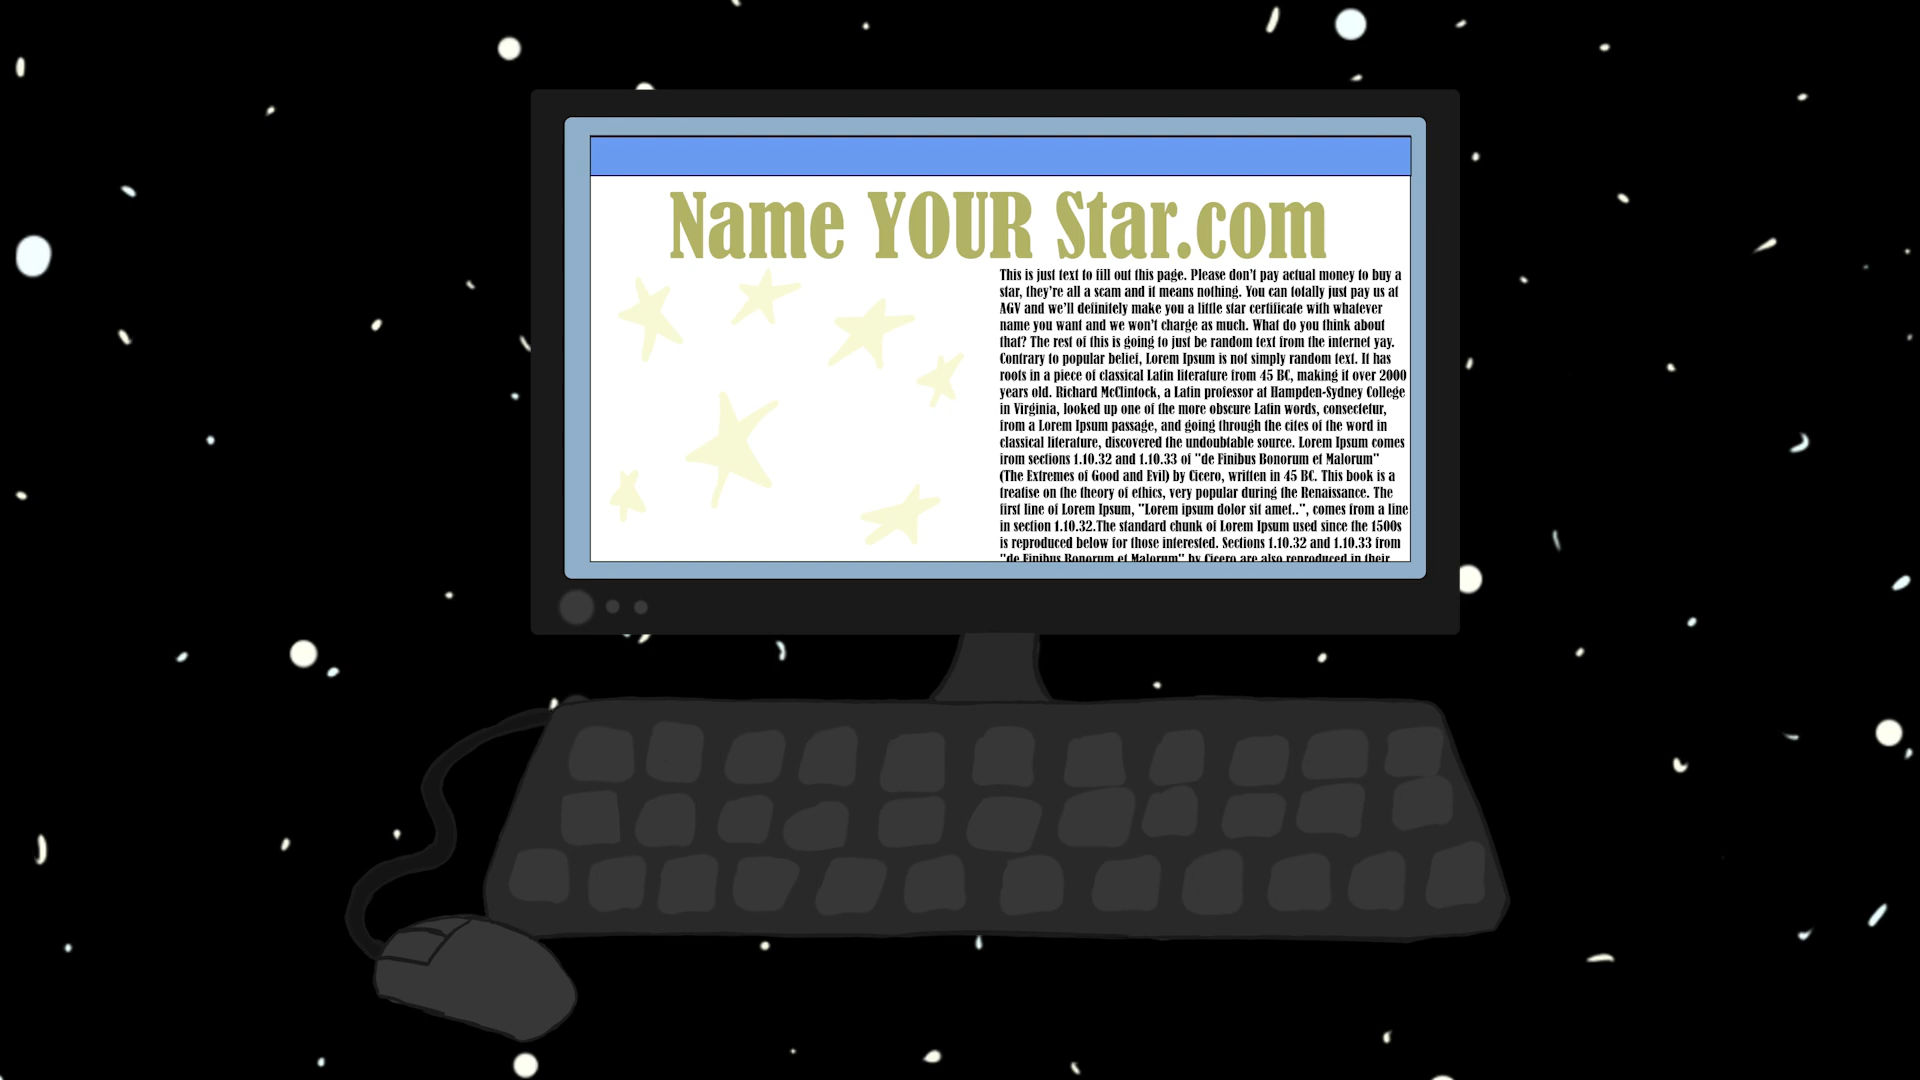 Name YOUR Star.com
This is just text to fill out this page. Please don't pay actual money to buy a
star, they're all a scam and it means nothing. You can totally just pay us at
AGV and we'll definitely make you a little star certificate with whatever
name you want and we won't charge as much. What do you think about
that? The rest of this is going to just be random text from the internet yay.
Contrary to popular belief, Lorem Ipsum is not simply random text. It has
roots in a piece of classical Latin literature from 45 BC, making it over 2000
years old. Richard McClintock, a Latin professor at Hampden-Sydney College
in Virginia, looked up one of the more obscure Latin words, consectetur,
from a Lorem Ipsum passage, and going through the cites of the word in
classical literature, discovered the undoubtable source. Lorem Ipsum comes
from sections 1.10.32 and 1.10.33 of "de Finibus Bonorum et Malorum"
(The Extremes of Good and Evil) by Cicero, written in 45 BC. This book is a
treatise on the theory of ethics, very popular during the Renaissance. The
first line of Lorem Ipsum, "Lorem ipsum dolor sit amet..", comes from a line
in section 1.10.32.The standard chunk of Lorem Ipsum used since the 1500s
is reproduced below for those interested. Sections 1.10.32 and 1.10.33 from
"de Finibus Bonorum et Malorum" by Cicero are also reproduced in their